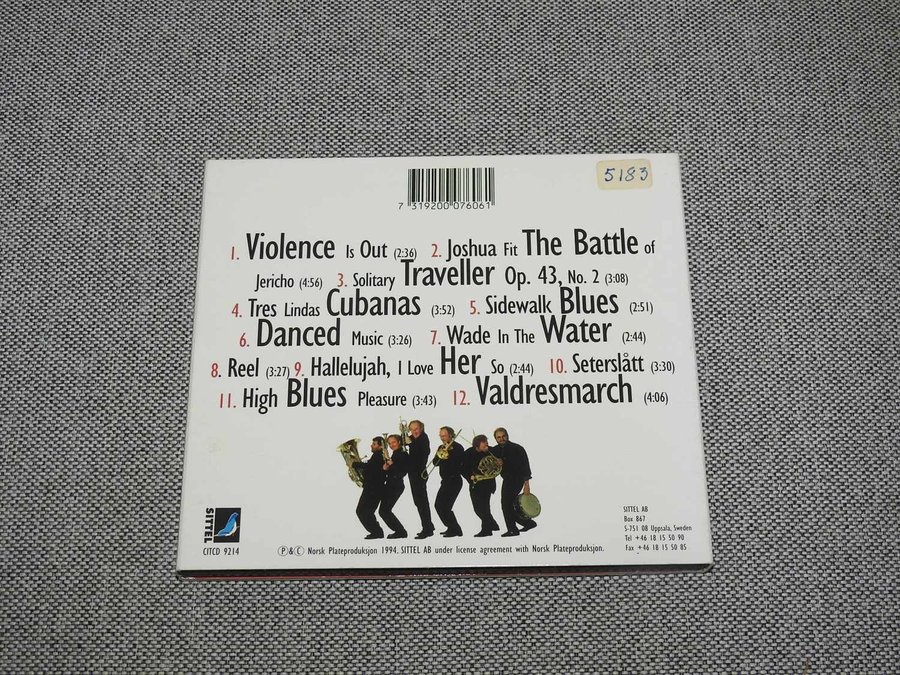 5183
7 319200 076061
1. Violence Is Out (2:36) 2. Joshua Fit The Battle of
Jericho (4:56) 3. Solitary Traveller Op. 43, No. 2 (3:08)
4. Tres Lindas Cubanas (3:52) 5. Sidewalk Blues (2:51)
6. Danced Music (3:26) 7. Wade In The Water (2:44)
8. Reel (3:27) 9. Hallelujah, I Love Her So (2:44) 10. Seterslått (3:30)
11. High Blues Pleasure (3:43) 12. Valdresmarch (4:06)
SITTEL
CITCD 9214
Ⓟ & Ⓒ Norsk Plateproduksjon 1994. SITTEL AB under license agreement with Norsk Plateproduksjon.
SITTEL AB
Box 867
S-751 08 Uppsala, Sweden
Tel +46 18 15 50 90
Fax +46 18 15 50 85